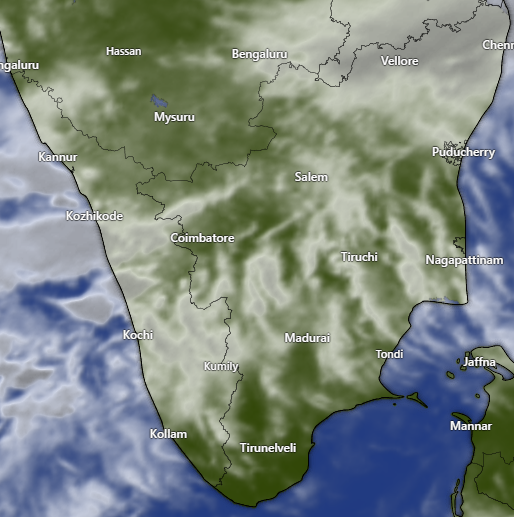 Hassan
Bengaluru
Chenn
ngaluru
Vellore
Mysuru
Kannur
Puducherry
Salem
Kozhikode
Coimbatore
Tiruchi
Nagapattinam
Kochi
Madurai
Tondi
Kumily
Jaffna
Mannar
Kollam
Tirunelveli